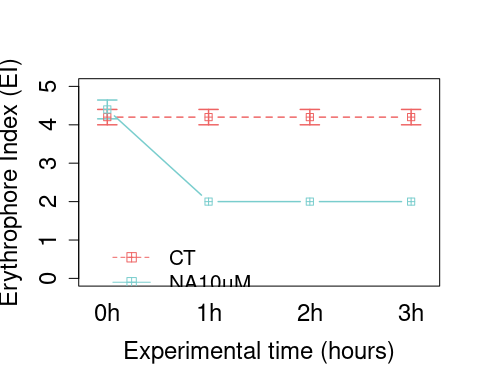 Erythrophore Index (EI)
5
4
3
2
1
0
CT
NA10µM
0h 1h 2h 3h
Experimental time (hours)